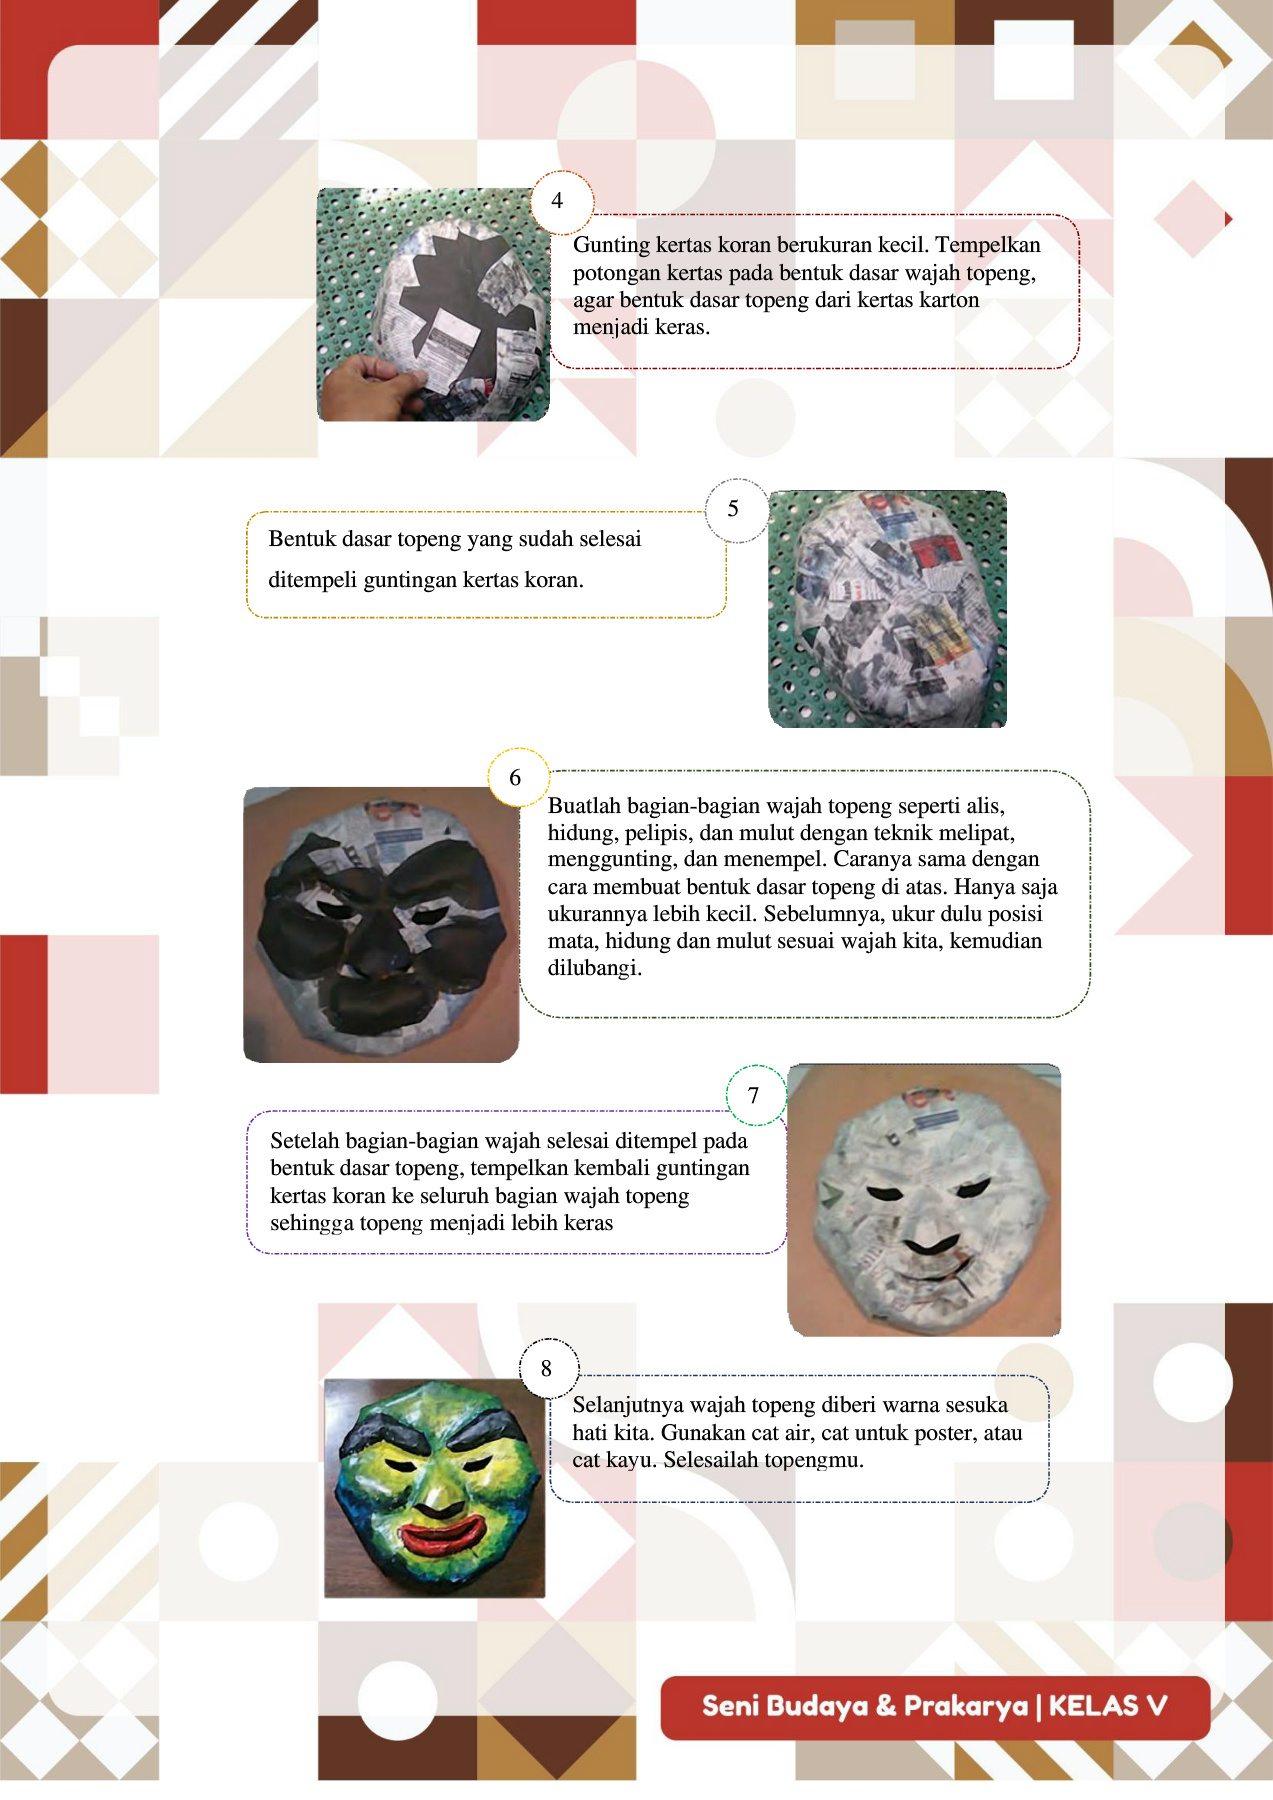 4
Gunting kertas koran berukuran kecil. Tempelkan
potongan kertas pada bentuk dasar wajah topeng,
agar bentuk dasar topeng dari kertas karton
menjadi keras.
5
Bentuk dasar topeng yang sudah selesai
ditempeli guntingan kertas koran.
6
Buatlah bagian-bagian wajah topeng seperti alis,
hidung, pelipis, dan mulut dengan teknik melipat,
menggunting, dan menempel. Caranya sama dengan
cara membuat bentuk dasar topeng di atas. Hanya saja
ukurannya lebih kecil. Sebelumnya, ukur dulu posisi
mata, hidung dan mulut sesuai wajah kita, kemudian
dilubangi.
7
Setelah bagian-bagian wajah selesai ditempel pada
bentuk dasar topeng, tempelkan kembali guntingan
kertas koran ke seluruh bagian wajah topeng
sehingga topeng menjadi lebih keras
8
Selanjutnya wajah topeng diberi warna sesuka
hati kita. Gunakan cat air, cat untuk poster, atau
cat kayu. Selesailah topengmu.
Seni Budaya & Prakarya | KELAS V